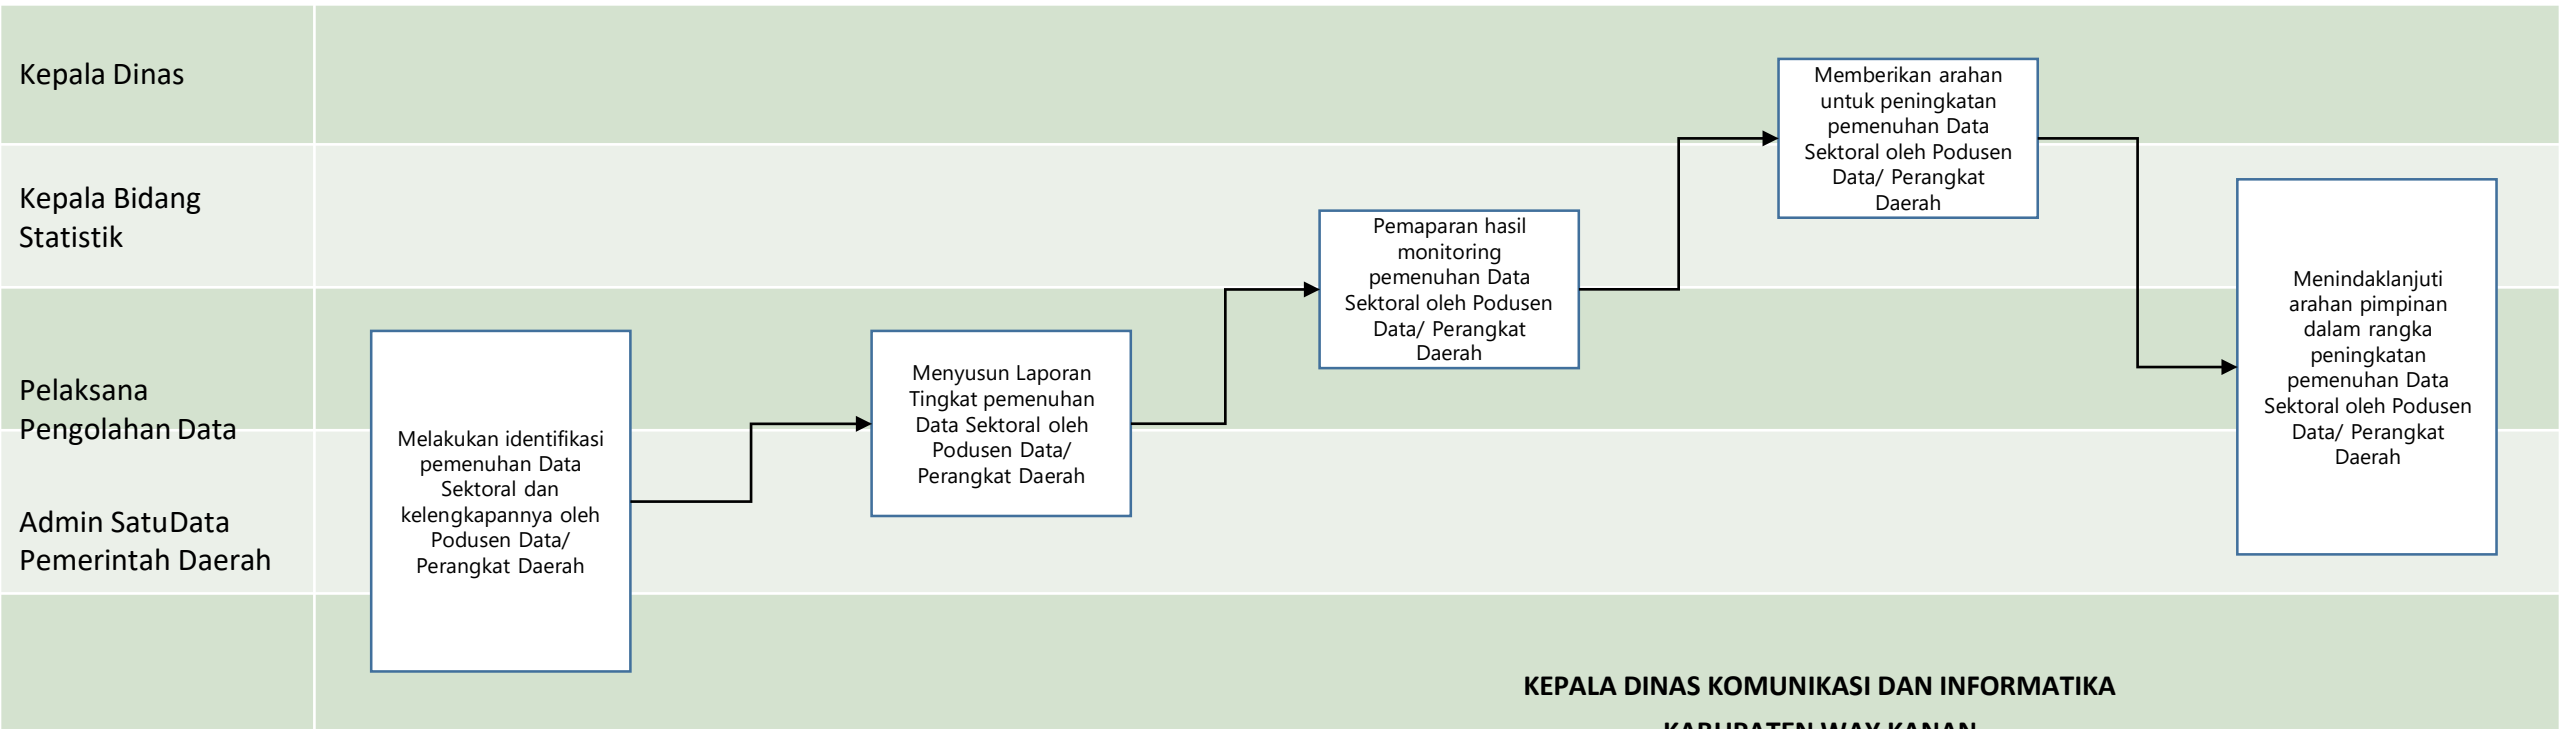 Kepala Dinas
Kepala Bidang
Statistik
Pelaksana
Pengolahan Data
Admin SatuData
Pemerintah Daerah
Melakukan identifikasi
pemenuhan Data
Sektoral dan
kelengkapannya oleh
Podusen Data/
Perangkat Daerah
Menyusun Laporan
Tingkat pemenuhan
Data Sektoral oleh
Podusen Data/
Perangkat Daerah
Pemaparan hasil
monitoring
pemenuhan Data
Sektoral oleh Podusen
Data/ Perangkat
Daerah
Memberikan arahan
untuk peningkatan
pemenuhan Data
Sektoral oleh Podusen
Data/ Perangkat
Daerah
Menindaklanjuti
arahan pimpinan
dalam rangka
peningkatan
pemenuhan Data
Sektoral oleh Podusen
Data/ Perangkat
Daerah
KEPALA DINAS KOMUNIKASI DAN INFORMATIKA
KABUPATEN WAY KANAN